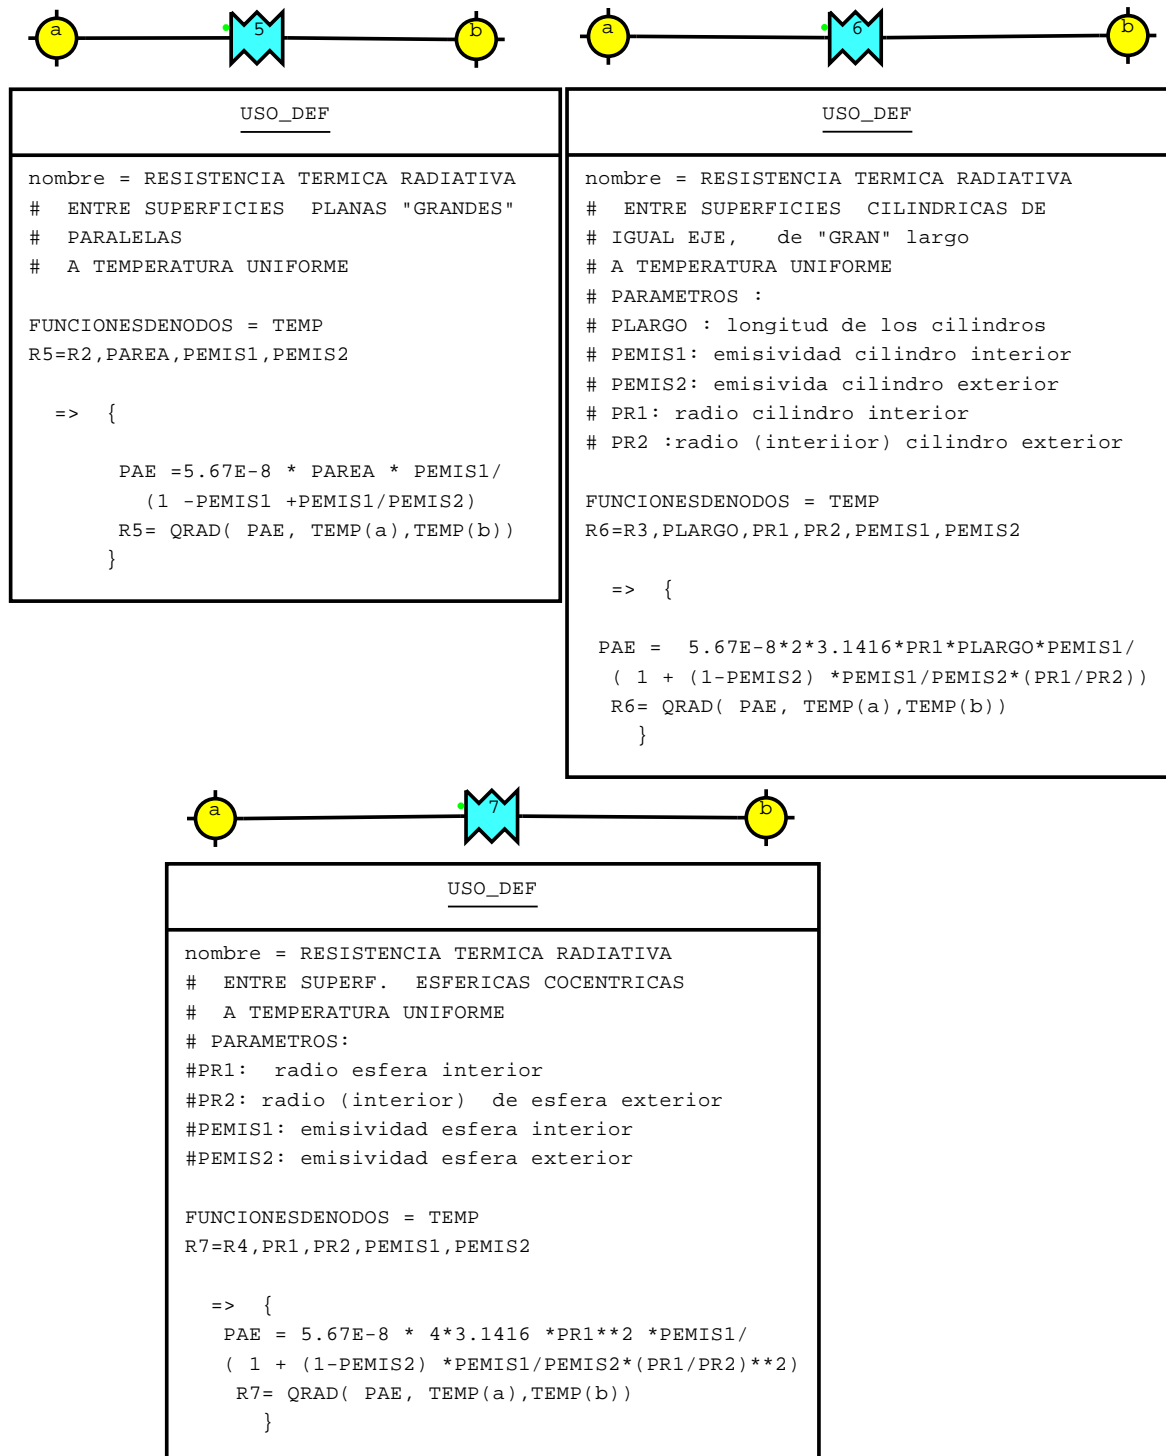 a 5 b
USO_DEF
nombre = RESISTENCIA TERMICA RADIATIVA
#  ENTRE SUPERFICIES  PLANAS "GRANDES"
#  PARALELAS
#  A TEMPERATURA UNIFORME
FUNCIONESDENODOS = TEMP
R5=R2,PAREA,PEMIS1,PEMIS2
=>  {
PAE =5.67E-8 * PAREA * PEMIS1/
(1 -PEMIS1 +PEMIS1/PEMIS2)
R5= QRAD( PAE, TEMP(a),TEMP(b))
}
a 6 b
USO_DEF
nombre = RESISTENCIA TERMICA RADIATIVA
#  ENTRE SUPERFICIES  CILINDRICAS DE
# IGUAL EJE,   de "GRAN" largo
# A TEMPERATURA UNIFORME
# PARAMETROS :
# PLARGO : longitud de los cilindros
# PEMIS1: emisividad cilindro interior
# PEMIS2: emisivida cilindro exterior
# PR1: radio cilindro interior
# PR2 :radio (interiior) cilindro exterior
FUNCIONESDENODOS = TEMP
R6=R3,PLARGO,PR1,PR2,PEMIS1,PEMIS2
=>  {
PAE =  5.67E-8*2*3.1416*PR1*PLARGO*PEMIS1/
( 1 + (1-PEMIS2) *PEMIS1/PEMIS2*(PR1/PR2))
R6= QRAD( PAE, TEMP(a),TEMP(b))
}
a 7 b
USO_DEF
nombre = RESISTENCIA TERMICA RADIATIVA
#  ENTRE SUPERF.  ESFERICAS COCENTRICAS
#  A TEMPERATURA UNIFORME
# PARAMETROS:
#PR1:  radio esfera interior
#PR2: radio (interior)  de esfera exterior
#PEMIS1: emisividad esfera interior
#PEMIS2: emisividad esfera exterior
FUNCIONESDENODOS = TEMP
R7=R4,PR1,PR2,PEMIS1,PEMIS2
=>  {
PAE = 5.67E-8 * 4*3.1416 *PR1**2 *PEMIS1/
( 1 + (1-PEMIS2) *PEMIS1/PEMIS2*(PR1/PR2)**2)
R7= QRAD( PAE, TEMP(a),TEMP(b))
}